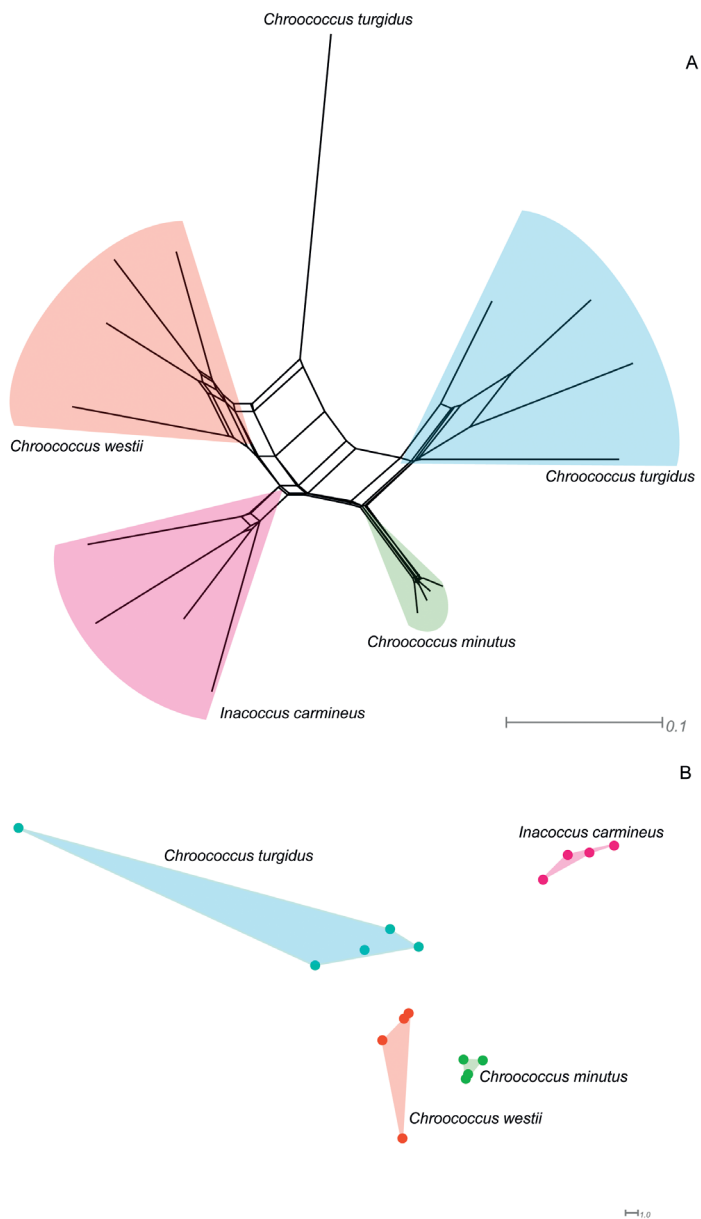 Chroococcus turgidus
A
Chroococcus westii
Chroococcus turgidus
Chroococcus minutus
Inacoccus carmineus
0.1
B
Inacoccus carmineus
Chroococcus turgidus
Chroococcus minutus
Chroococcus westii
1.0